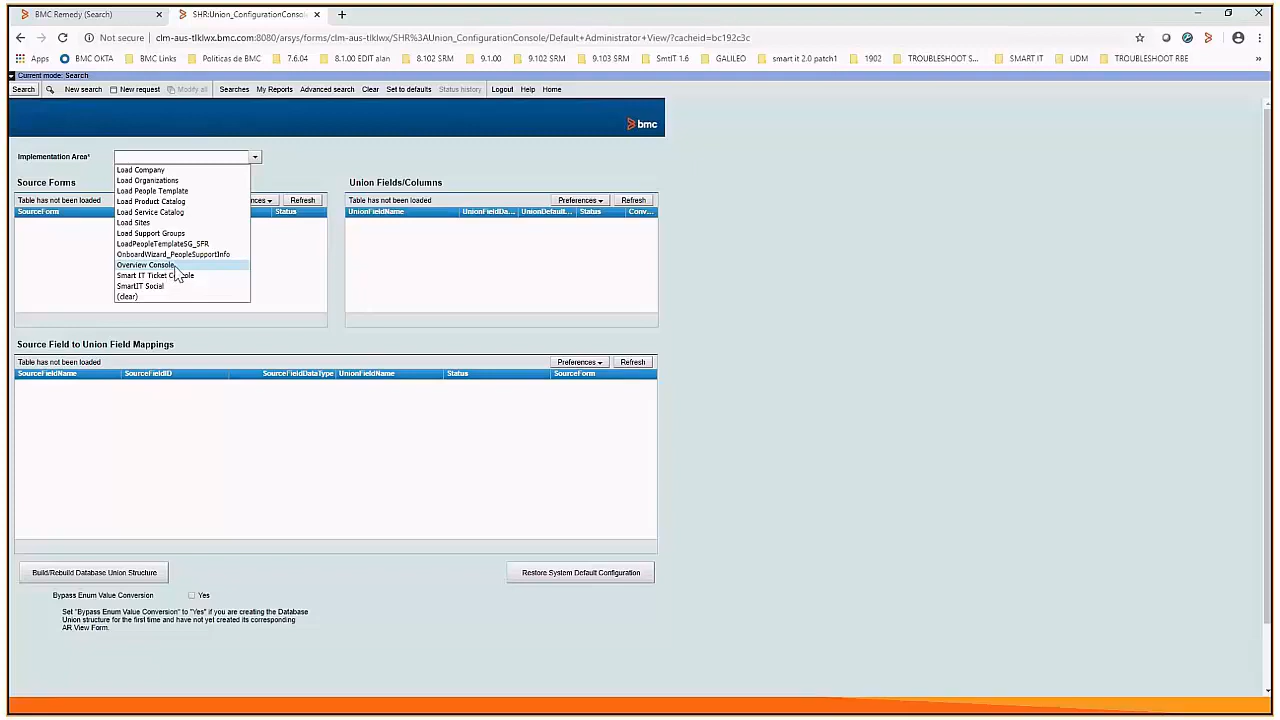 BMC Remedy (Search)
SHR:Union_ConfigurationConsole
Not secure
clm-aus-tlklwx.bmc.com:8080/arsys/forms/clm-aus-tlklwx/SHR%3AUnion_ConfigurationConsole/Default+Administrator+View/?cacheid=bc192c3c
Apps BMC OKTA BMC Links Politicas de BMC 7.6.04 8.1.00 EDIT alan 8.102 SRM 9.1.00 9.102 SRM 9.103 SRM SmtIT 1.6 GALILEO smart it 2.0 patch1 1902 TROUBLESHOOT S... SMART IT UDM TROUBLESHOOT RBE »
Current mode: Search
Search New search New request Modify all Searches My Reports Advanced search Clear Set to defaults Status history Logout Help Home
bmc
Implementation Area*
Load Company
Load Organizations
Load People Template
Load Product Catalog
Load Service Catalog
Load Sites
Load Support Groups
LoadPeopleTemplateSG_SFR
OnboardWizard_PeopleSupportInfo
Overview Console
Smart IT Ticket
SmartIT Social
(clear)
Source Forms
Table has not been loaded
Refresh
SourceForm Status
Union Fields/Columns
Table has not been loaded Preferences Refresh
UnionFieldName UnionFieldDa... UnionDefault... Status Conv...
Source Field to Union Field Mappings
Table has not been loaded Preferences Refresh
SourceFieldName SourceFieldID SourceFieldDataType UnionFieldName Status SourceForm
Build/Rebuild Database Union Structure
Restore System Default Configuration
Bypass Enum Value Conversion Yes
Set "Bypass Enum Value Conversion" to "Yes" if you are creating the Database
Union structure for the first time and have not yet created its corresponding
AR View Form.